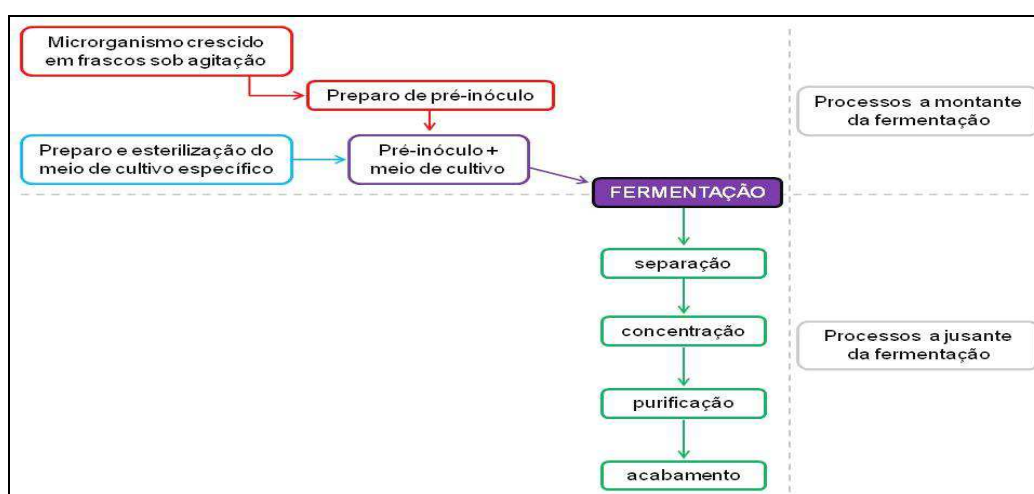 Microrganismo crescido
em frascos sob agitação
Preparo de pré-inóculo
Processos a montante
da fermentação
Preparo e esterilização do
meio de cultivo específico
Pré-inóculo +
meio de cultivo
FERMENTAÇÃO
separação
concentração
Processos a jusante
da fermentação
purificação
acabamento